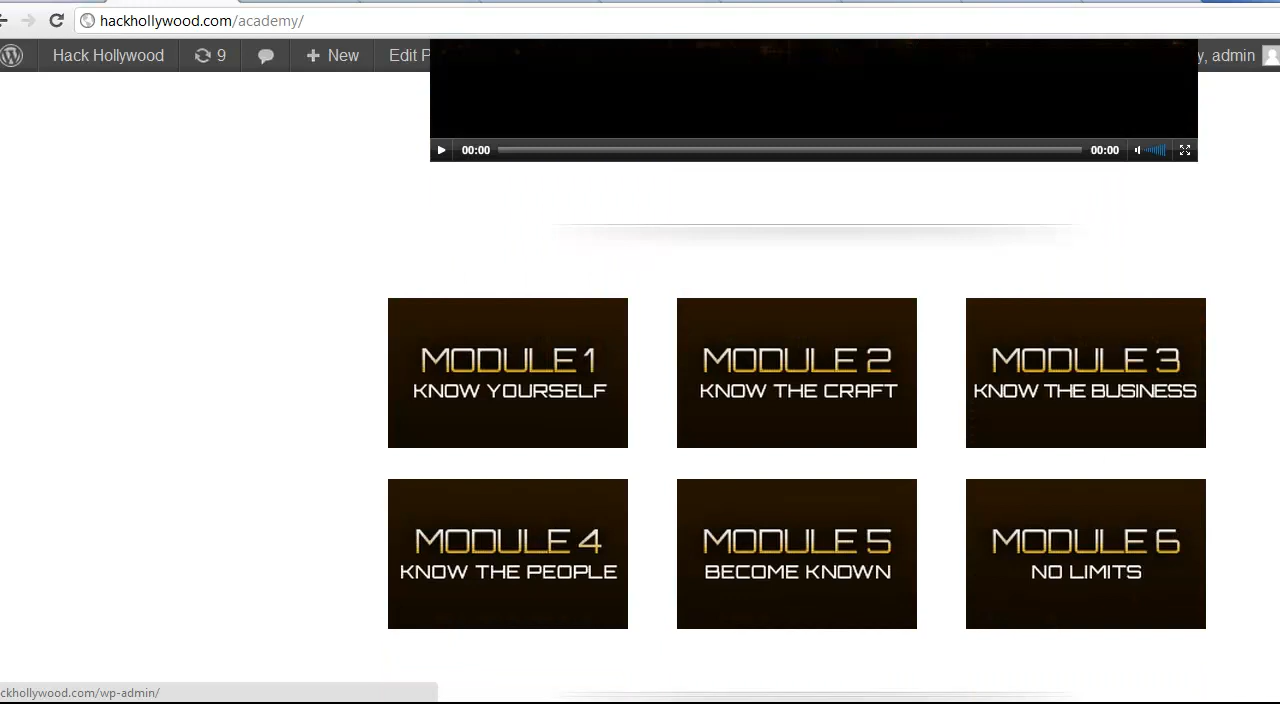 hackhollywood.com/academy/
Hack Hollywood 9 New Edit P y, admin
00:00 00:00
MODULE 1
KNOW YOURSELF
MODULE 2
KNOW THE CRAFT
MODULE 3
KNOW THE BUSINESS
MODULE 4
KNOW THE PEOPLE
MODULE 5
BECOME KNOWN
MODULE 6
NO LIMITS
ckhollywood.com/wp-admin/